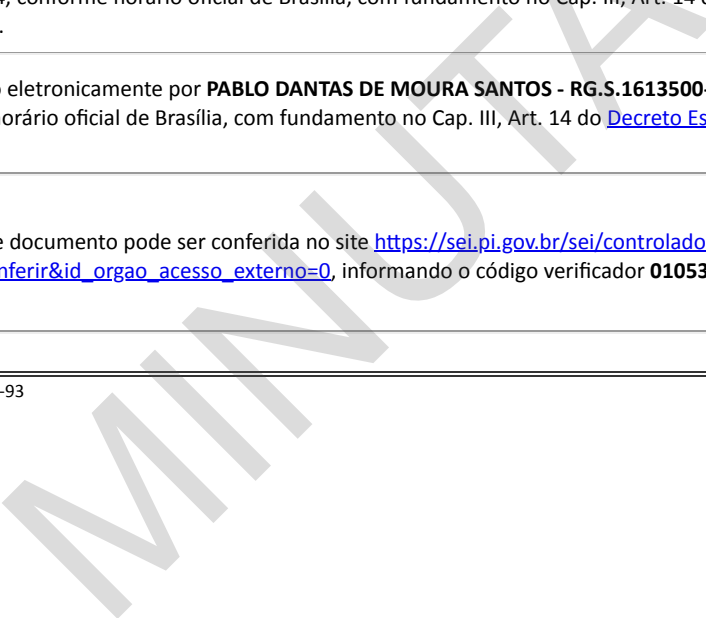 , conforme horário oficial de Brasília, com fundamento no Cap. III, Art. 14
.
eletronicamente por PABLO DANTAS DE MOURA SANTOS - RG.S.1613500-
orário oficial de Brasília, com fundamento no Cap. III, Art. 14 do Decreto Es
e documento pode ser conferida no site https://sei.pi.gov.br/sei/controlado
nferir&id_orgao_acesso_externo=0, informando o código verificador 01053
-93
MINUTA